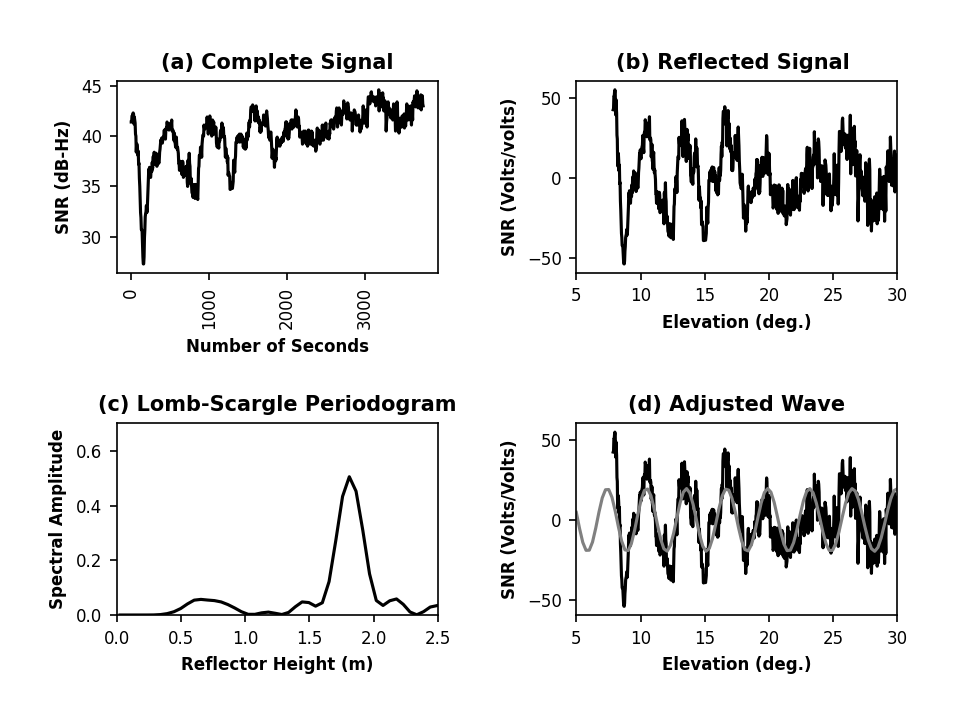 (a) Complete Signal
45
40
35
30
SNR (dB-Hz)
0
1000
2000
3000
Number of Seconds
(b) Reflected Signal
50
0
−50
SNR (Volts/volts)
5 10 15 20 25 30
Elevation (deg.)
(c) Lomb-Scargle Periodogram
0.6
0.4
0.2
0.0
Spectral Amplitude
0.0 0.5 1.0 1.5 2.0 2.5
Reflector Height (m)
(d) Adjusted Wave
50
0
−50
SNR (Volts/Volts)
5 10 15 20 25 30
Elevation (deg.)